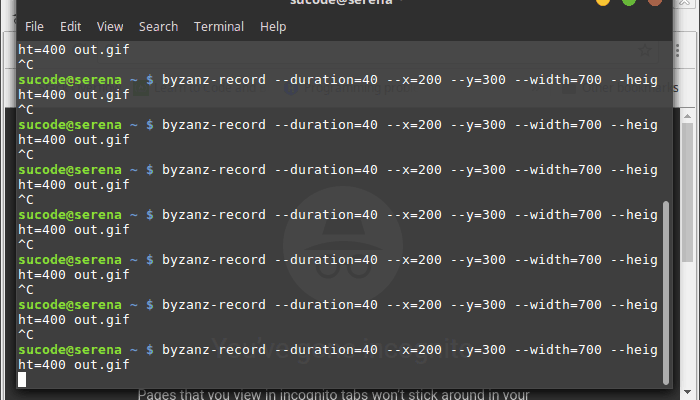 sucode@serena ~
File Edit View Search Terminal Help
ht=400 out.gif
^C
sucode@serena ~ $ byzanz-record --duration=40 --x=200 --y=300 --width=700 --heig
ht=400 out.gif
^C
sucode@serena ~ $ byzanz-record --duration=40 --x=200 --y=300 --width=700 --heig
ht=400 out.gif
^C
sucode@serena ~ $ byzanz-record --duration=40 --x=200 --y=300 --width=700 --heig
ht=400 out.gif
^C
sucode@serena ~ $ byzanz-record --duration=40 --x=200 --y=300 --width=700 --heig
ht=400 out.gif
^C
sucode@serena ~ $ byzanz-record --duration=40 --x=200 --y=300 --width=700 --heig
ht=400 out.gif
^C
sucode@serena ~ $ byzanz-record --duration=40 --x=200 --y=300 --width=700 --heig
ht=400 out.gif
^C
sucode@serena ~ $ byzanz-record --duration=40 --x=200 --y=300 --width=700 --heig
ht=400 out.gif
You've gone incognito
Pages that you view in incognito tabs won't stick around in your